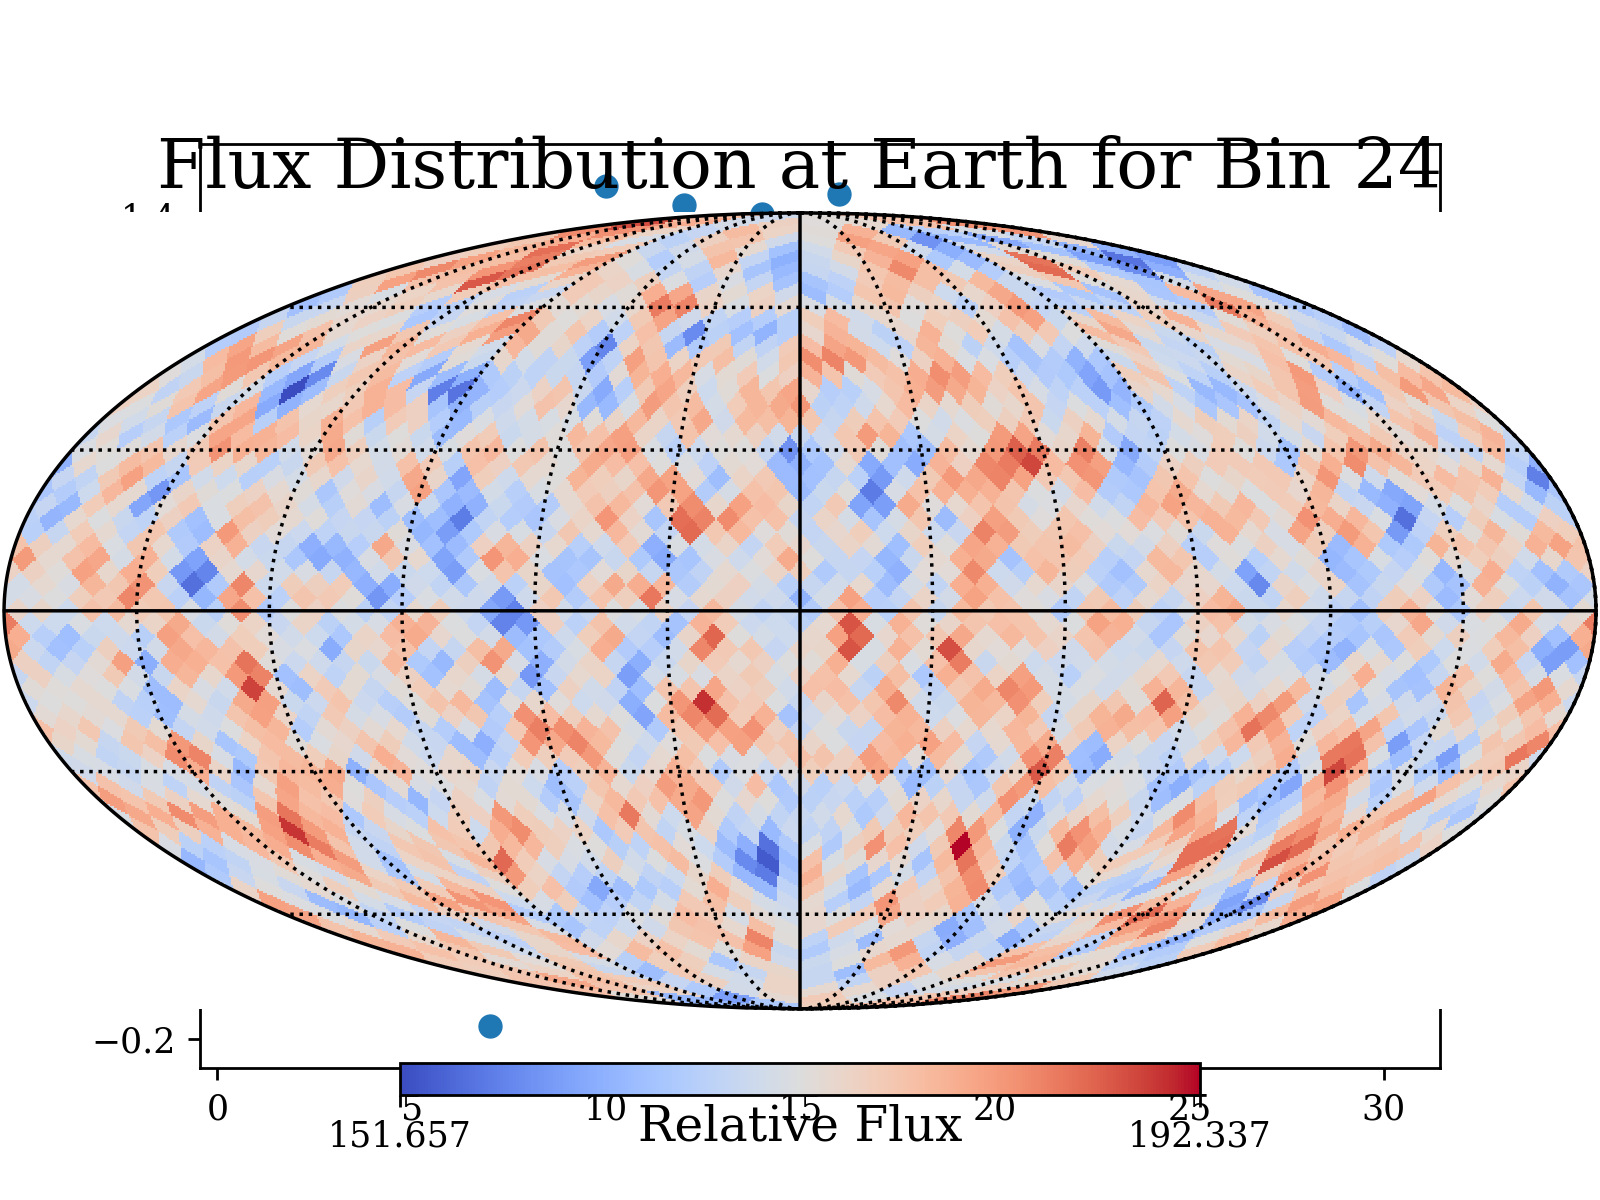 Flux Distribution at Earth for Bin 24
−0.2
0 5 10 15 20 25 30
Relative Flux
151.657 192.337